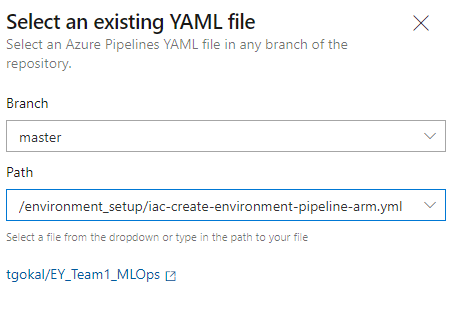 Select an existing YAML file
Select an Azure Pipelines YAML file in any branch of the
repository.
Branch
master
Path
/environment_setup/iac-create-environment-pipeline-arm.yml
Select a file from the dropdown or type in the path to your file
tgokal/EY_Team1_MLOps